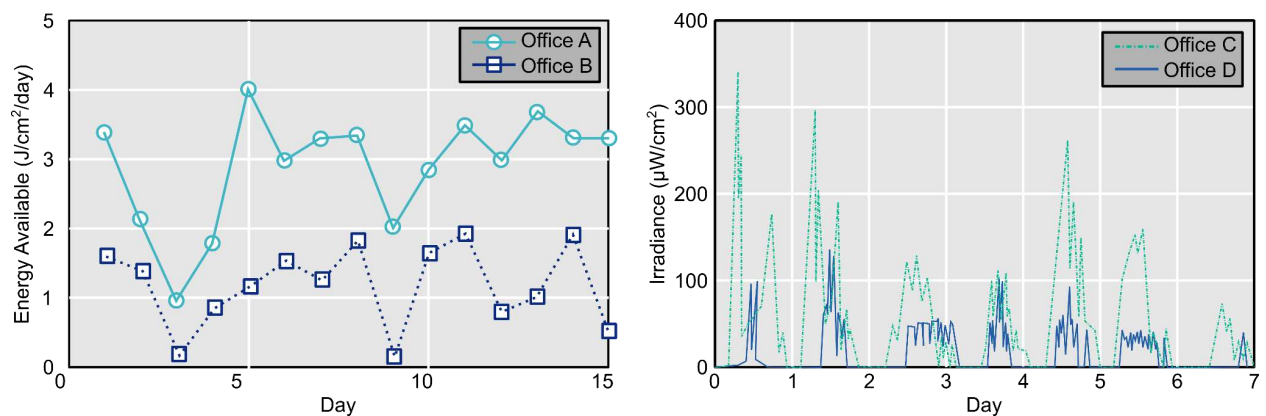 5
4
3
2
1
0
0
5
10
15
Energy Available (J/cm²/day)
Day
Office A
Office B
400
300
200
100
0
0
1
2
3
4
5
6
7
Irradiance (µW/cm²)
Day
Office C
Office D